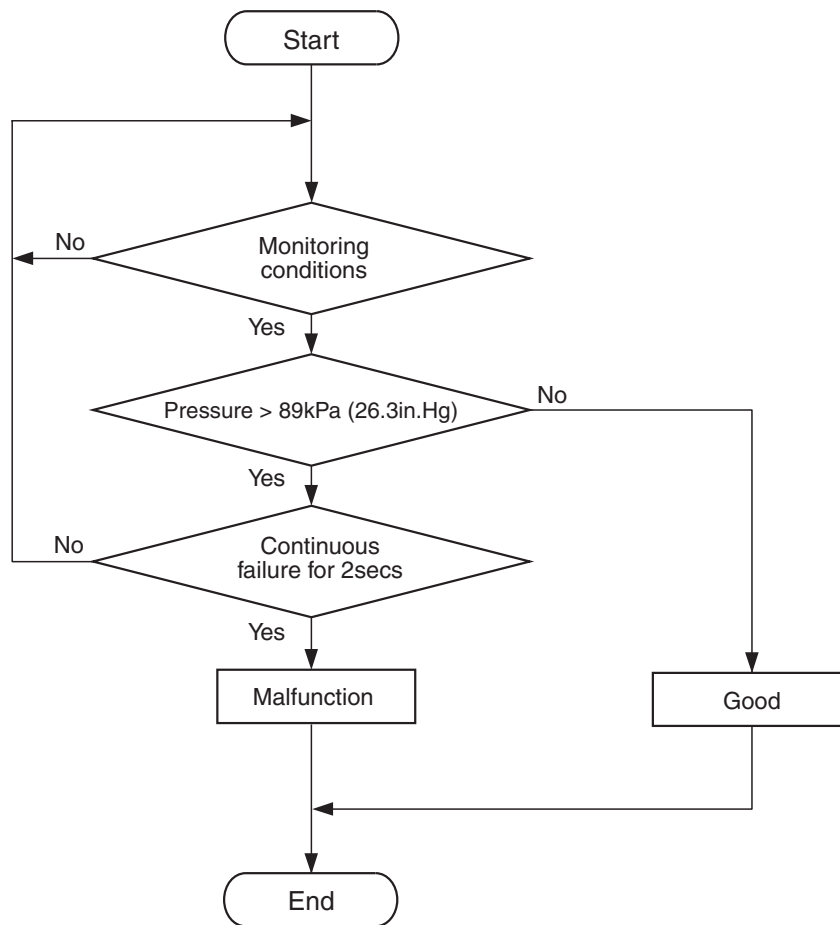 Start
No
Monitoring
conditions
Yes
Pressure > 89kPa (26.3in.Hg)
No
Yes
No
Continuous
failure for 2secs
Yes
Malfunction
Good
End